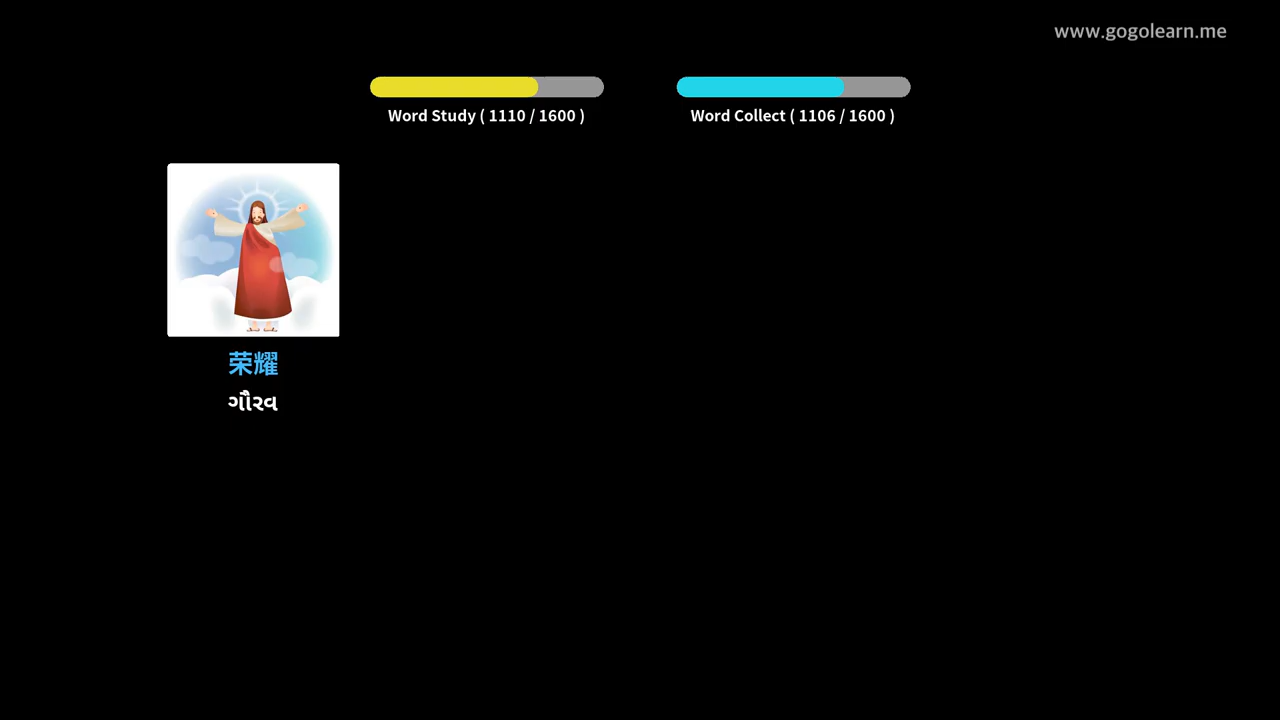 www.gogolearn.me
Word Study ( 1110 / 1600 )
Word Collect ( 1106 / 1600 )
荣耀
ગૌરવ